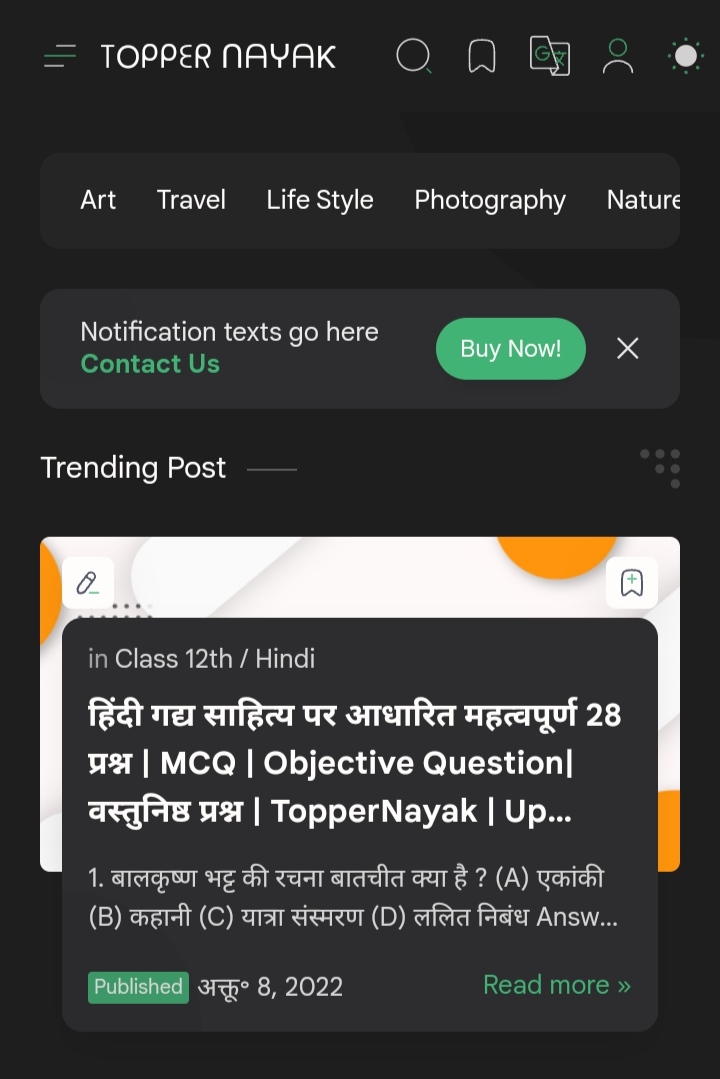 TOPPER NAYAK
Art Travel Life Style Photography Nature
Notification texts go here
Contact Us
Buy Now!
Trending Post
in Class 12th / Hindi
हिंदी गद्य साहित्य पर आधारित महत्वपूर्ण 28
प्रश्न | MCQ | Objective Question|
वस्तुनिष्ठ प्रश्न | TopperNayak | Up...
1. बालकृष्ण भट्ट की रचना बातचीत क्या है ? (A) एकांकी
(B) कहानी (C) यात्रा संस्मरण (D) ललित निबंध Answ...
Published अक्तू॰ 8, 2022
Read more »